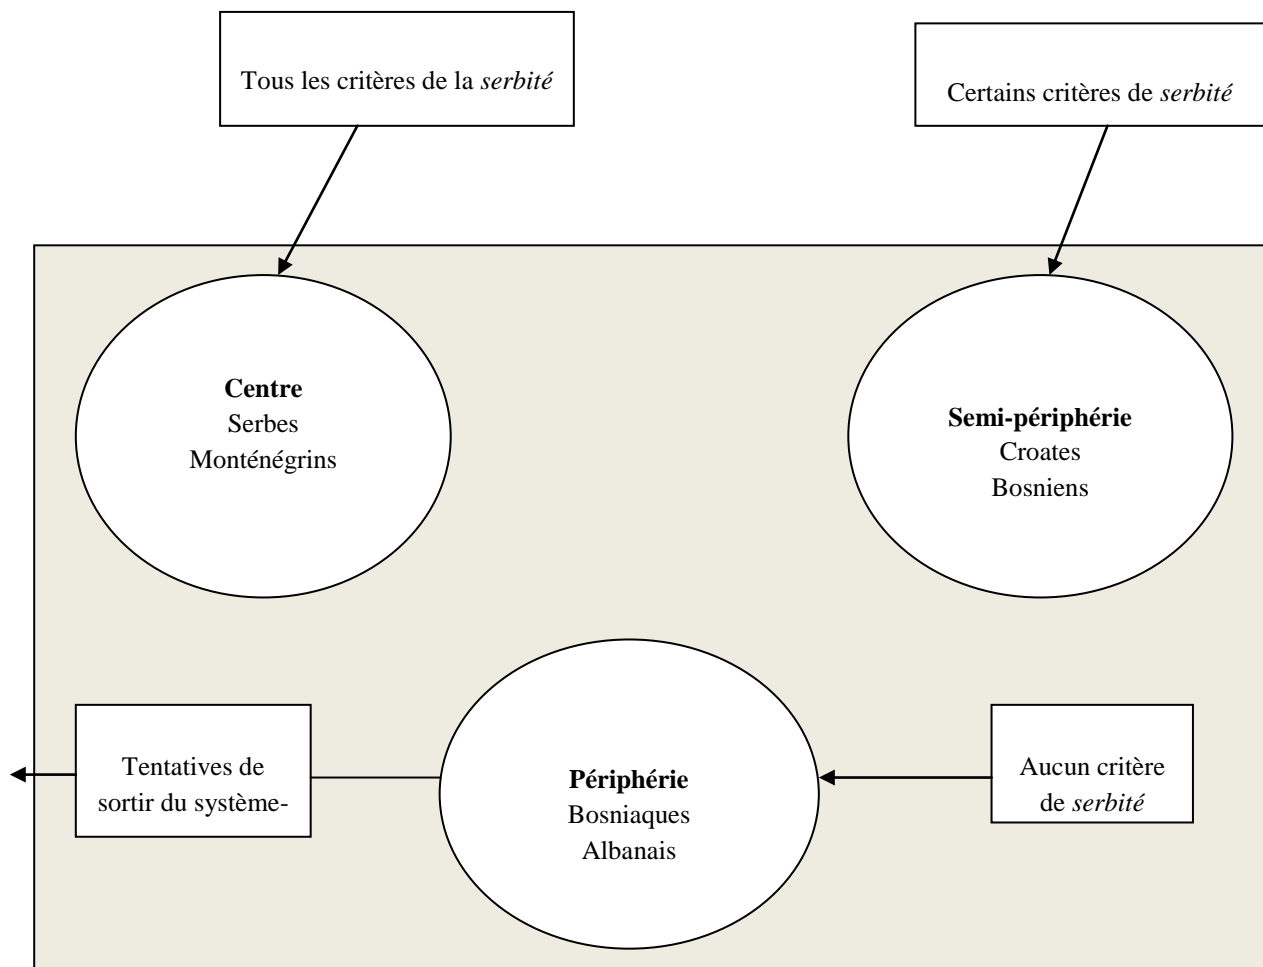 Tous les critères de la serbité
Certains critères de serbité
Centre
Serbes
Monténégrins
Semi-périphérie
Croates
Bosniens
Tentatives de
sortir du système-
Périphérie
Bosniaques
Albanais
Aucun critère
de serbité